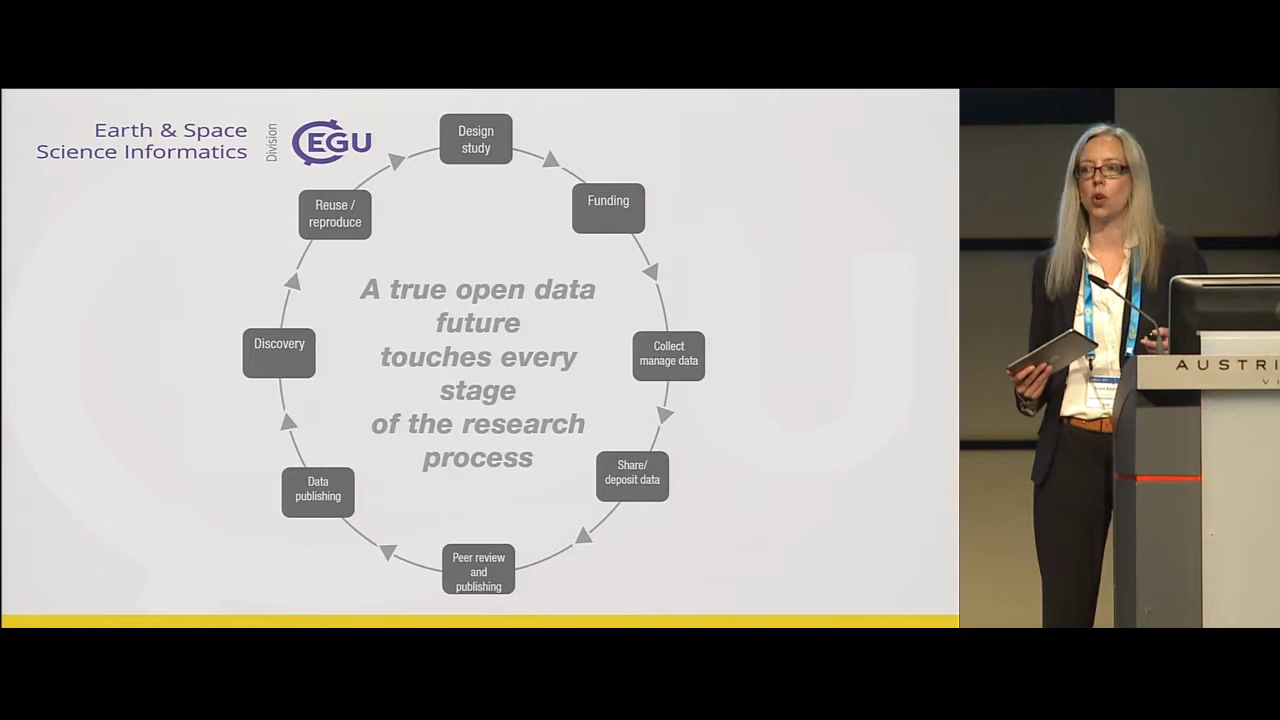 Earth & Space
Science Informatics
Division
EGU
Design
study
Funding
Collect
manage data
Share/
deposit data
Peer review
and
publishing
Data
publishing
Discovery
Reuse /
reproduce
A true open data
future
touches every
stage
of the research
process
AUSTRI
VI